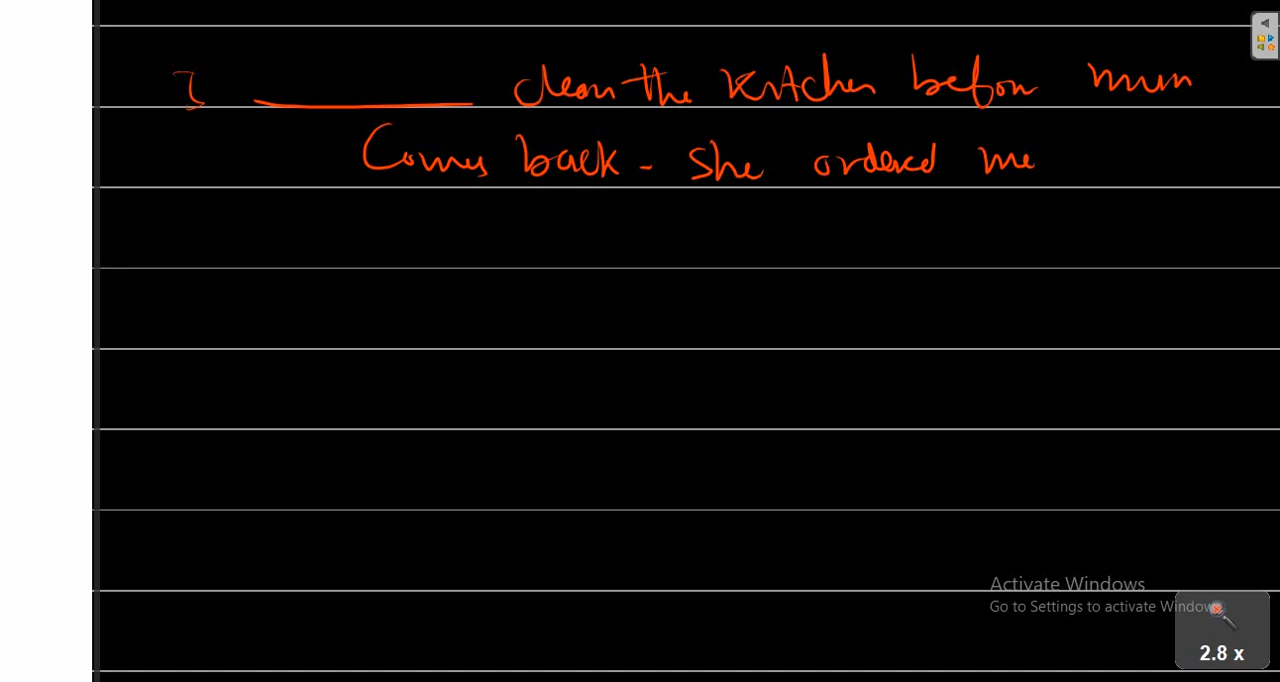 I ________ clean the kitchen before mum
Comes back - she ordered me
Activate Windows
Go to Settings to activate Windows
2.8 x